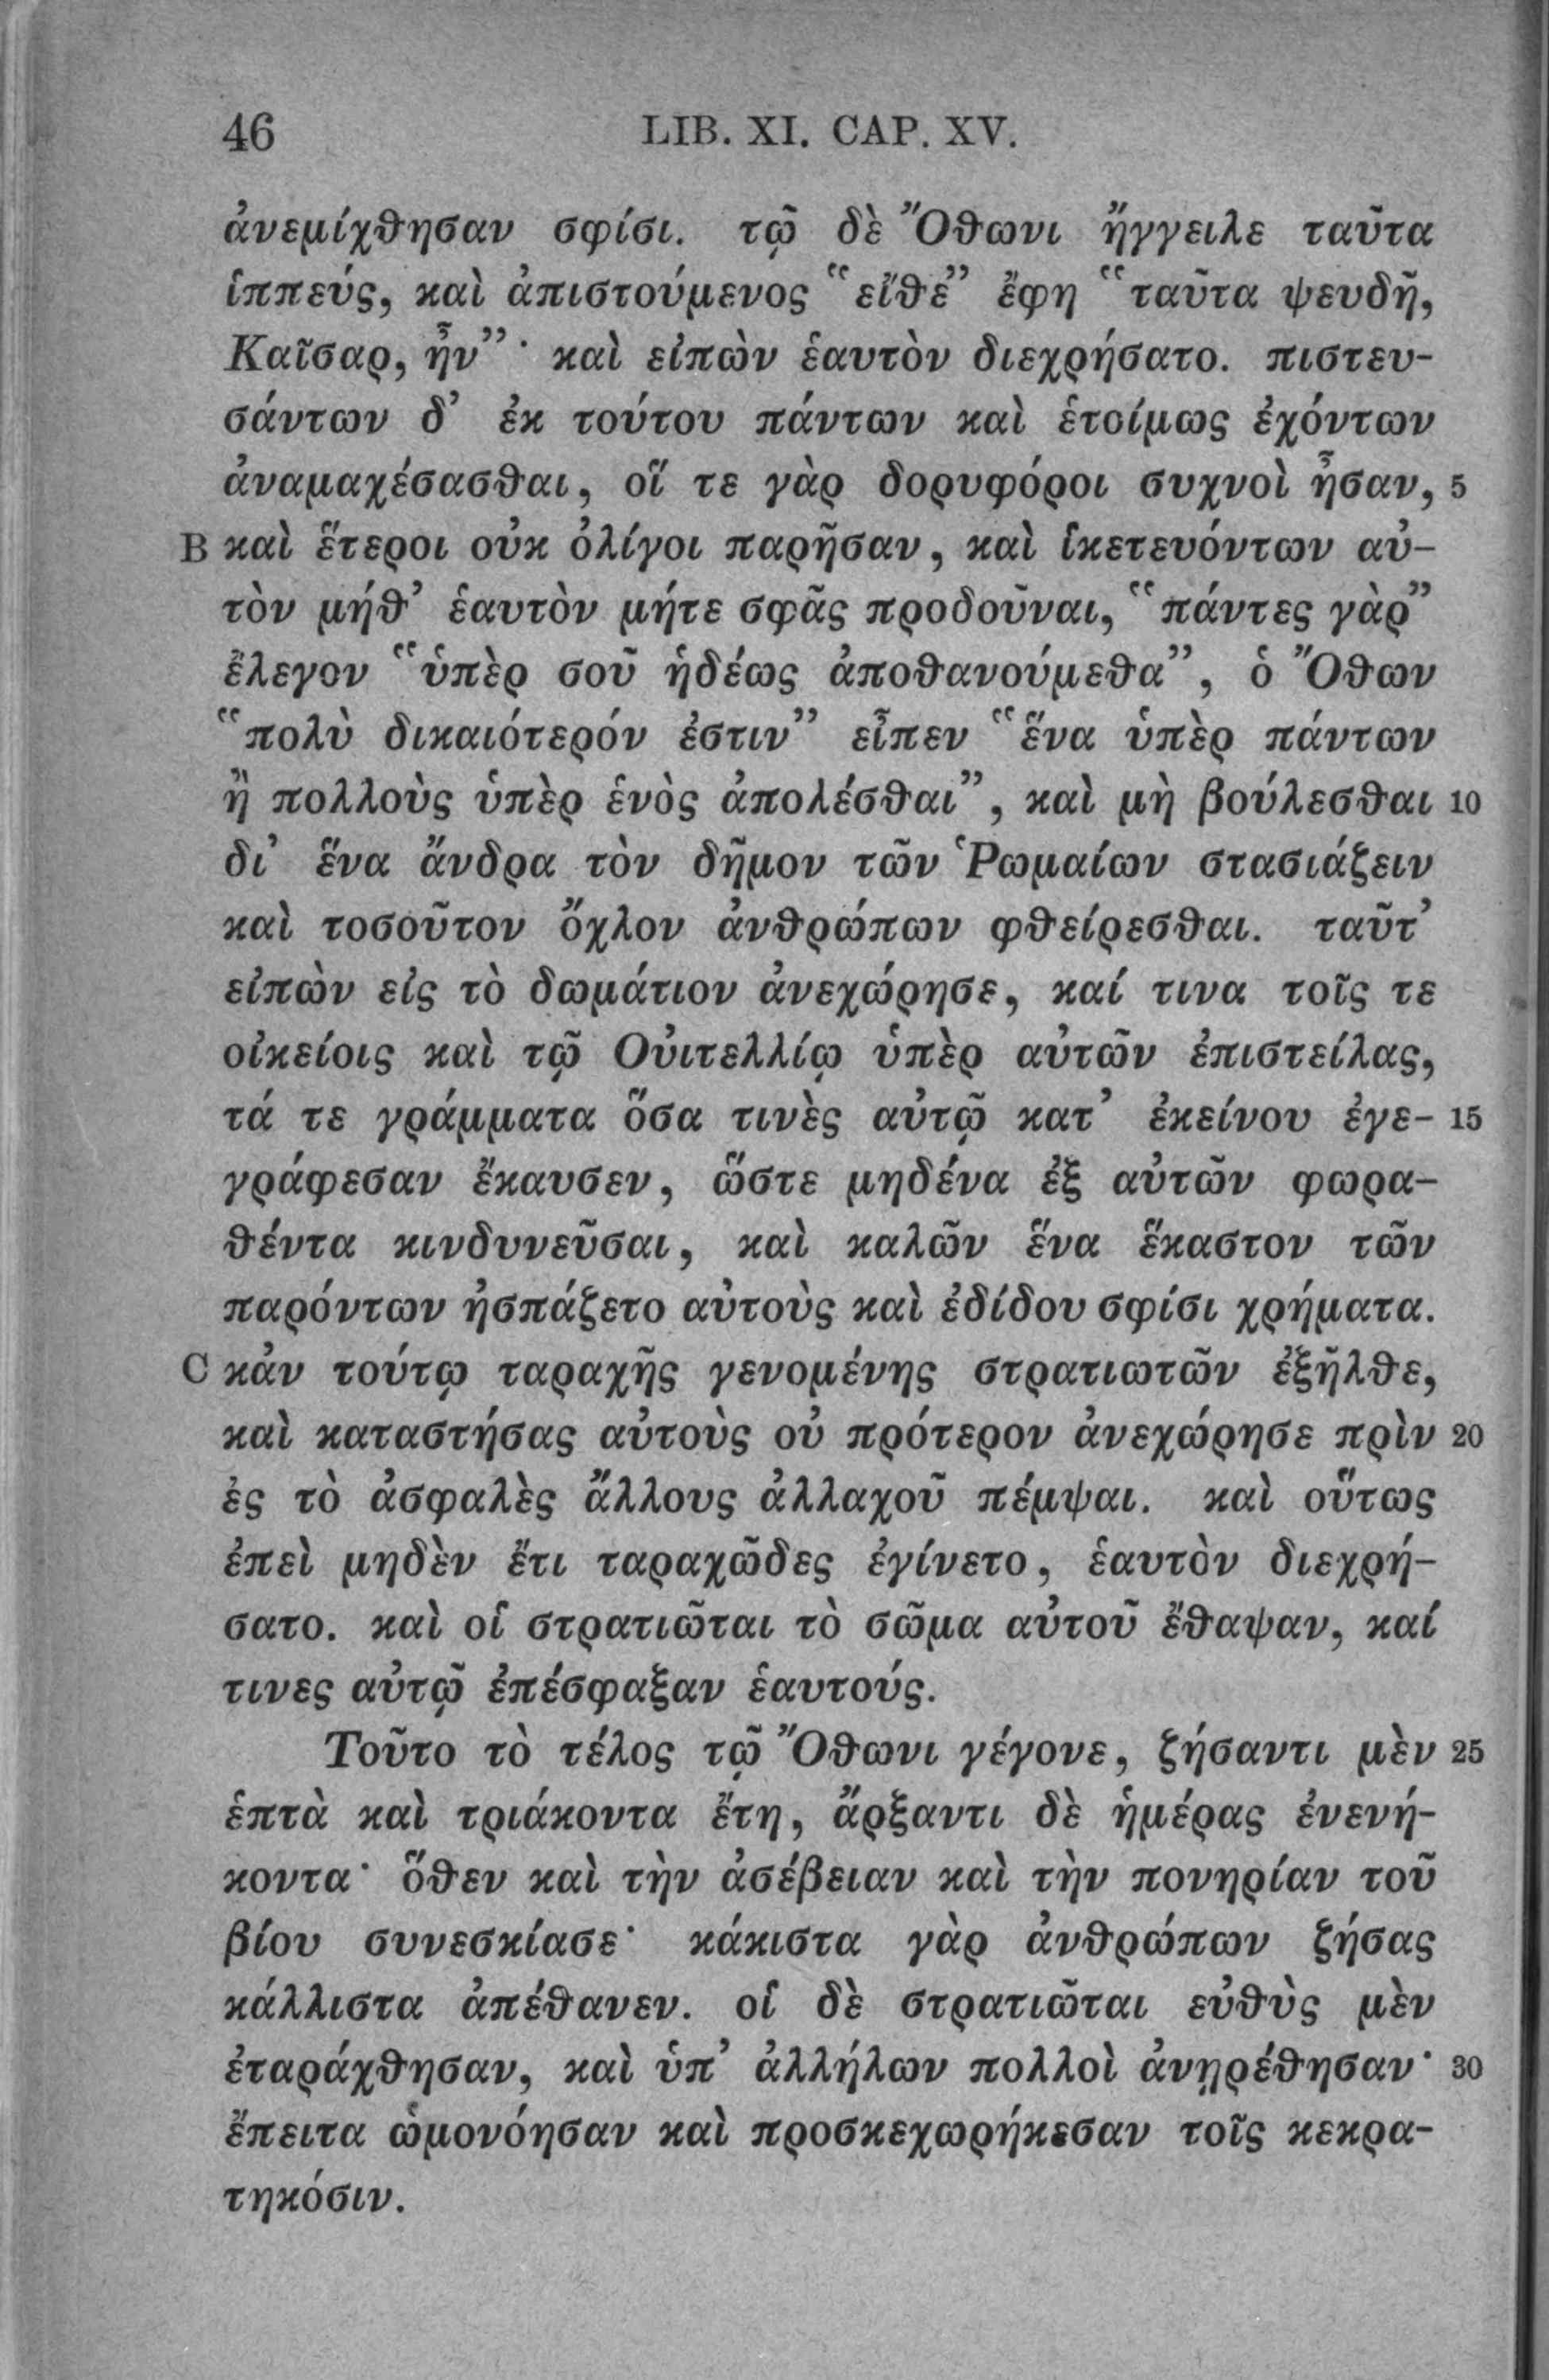 46 LIB. XI. CAP. XV.
ἀνεμίχθησαν σφίσι. τῷ δὲ Ὄθωνι ἤγγειλε ταῦτα
ἱππεύς, καὶ ἀπιστούμενος “εἴθε” ἔφη “ταῦτα ψευδῆ,
Καῖσαρ, ἦν”· καὶ εἰπὼν ἑαυτὸν διεχρήσατο. πιστευ-
σάντων δ’ ἐκ τούτου πάντων καὶ ἑτοίμως ἐχόντων
ἀναμαχέσασθαι, οἵ τε γὰρ δορυφόροι συχνοὶ ἦσαν, 5
B καὶ ἕτεροι οὐκ ὀλίγοι παρῆσαν, καὶ ἱκετευόντων αὐ-
τὸν μήθ’ ἑαυτὸν μήτε σφᾶς προδοῦναι, “πάντες γὰρ”
ἔλεγον “ὑπὲρ σοῦ ἡδέως ἀποθανούμεθα”, ὁ Ὄθων
“πολὺ δικαιότερόν ἐστιν” εἶπεν “ἕνα ὑπὲρ πάντων
ἢ πολλοὺς ὑπὲρ ἑνὸς ἀπολέσθαι”, καὶ μὴ βούλεσθαι 10
δι’ ἕνα ἄνδρα τὸν δῆμον τῶν Ῥωμαίων στασιάζειν
καὶ τοσοῦτον ὄχλον ἀνθρώπων φθείρεσθαι. ταῦτ’
εἰπὼν εἰς τὸ δωμάτιον ἀνεχώρησε, καί τινα τοῖς τε
οἰκείοις καὶ τῷ Οὐιτελλίῳ ὑπὲρ αὐτῶν ἐπιστείλας,
τά τε γράμματα ὅσα τινὲς αὐτῷ κατ’ ἐκείνου ἐγε- 15
γράφεσαν ἔκαυσεν, ὥστε μηδένα ἐξ αὐτῶν φωρα-
θέντα κινδυνεῦσαι, καὶ καλῶν ἕνα ἕκαστον τῶν
παρόντων ἠσπάζετο αὐτοὺς καὶ ἐδίδου σφίσι χρήματα.
C κἀν τούτῳ ταραχῆς γενομένης στρατιωτῶν ἐξῆλθε,
καὶ καταστήσας αὐτοὺς οὐ πρότερον ἀνεχώρησε πρὶν 20
ἐς τὸ ἀσφαλὲς ἄλλους ἀλλαχοῦ πέμψαι. καὶ οὕτως
ἐπεὶ μηδὲν ἔτι ταραχῶδες ἐγίνετο, ἑαυτὸν διεχρή-
σατο. καὶ οἱ στρατιῶται τὸ σῶμα αὐτοῦ ἔθαψαν, καί
τινες αὐτῷ ἐπέσφαξαν ἑαυτούς.
Τοῦτο τὸ τέλος τῷ Ὄθωνι γέγονε, ζήσαντι μὲν 25
ἑπτὰ καὶ τριάκοντα ἔτη, ἄρξαντι δὲ ἡμέρας ἐνενή-
κοντα· ὅθεν καὶ τὴν ἀσέβειαν καὶ τὴν πονηρίαν τοῦ
βίου συνεσκίασε· κάκιστα γὰρ ἀνθρώπων ζήσας
κάλλιστα ἀπέθανεν. οἱ δὲ στρατιῶται εὐθὺς μὲν
ἐταράχθησαν, καὶ ὑπ’ ἀλλήλων πολλοὶ ἀνῃρέθησαν· 30
ἔπειτα ὡμονόησαν καὶ προσκεχωρήκεσαν τοῖς κεκρα-
τηκόσιν.